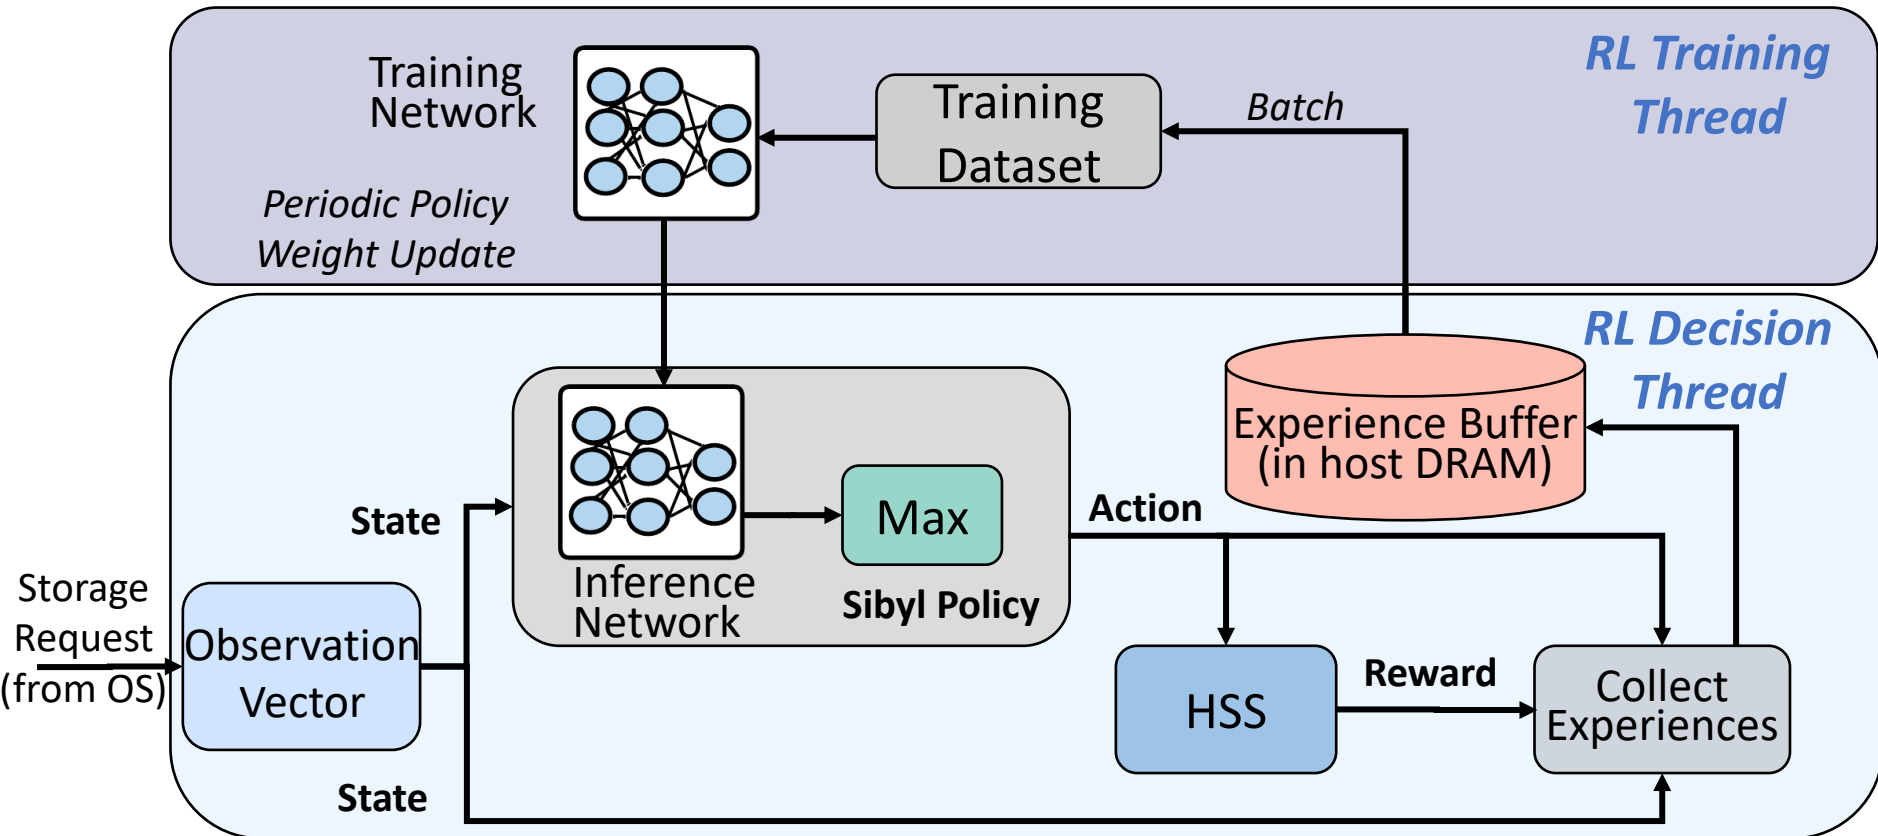 RL Training
Thread
Training
Network
Training
Dataset
Batch
Periodic Policy
Weight Update
RL Decision
Thread
Experience Buffer
(in host DRAM)
State
Max
Action
Inference
Network
Sibyl Policy
Storage
Request
(from OS)
Observation
Vector
HSS
Reward
Collect
Experiences
State